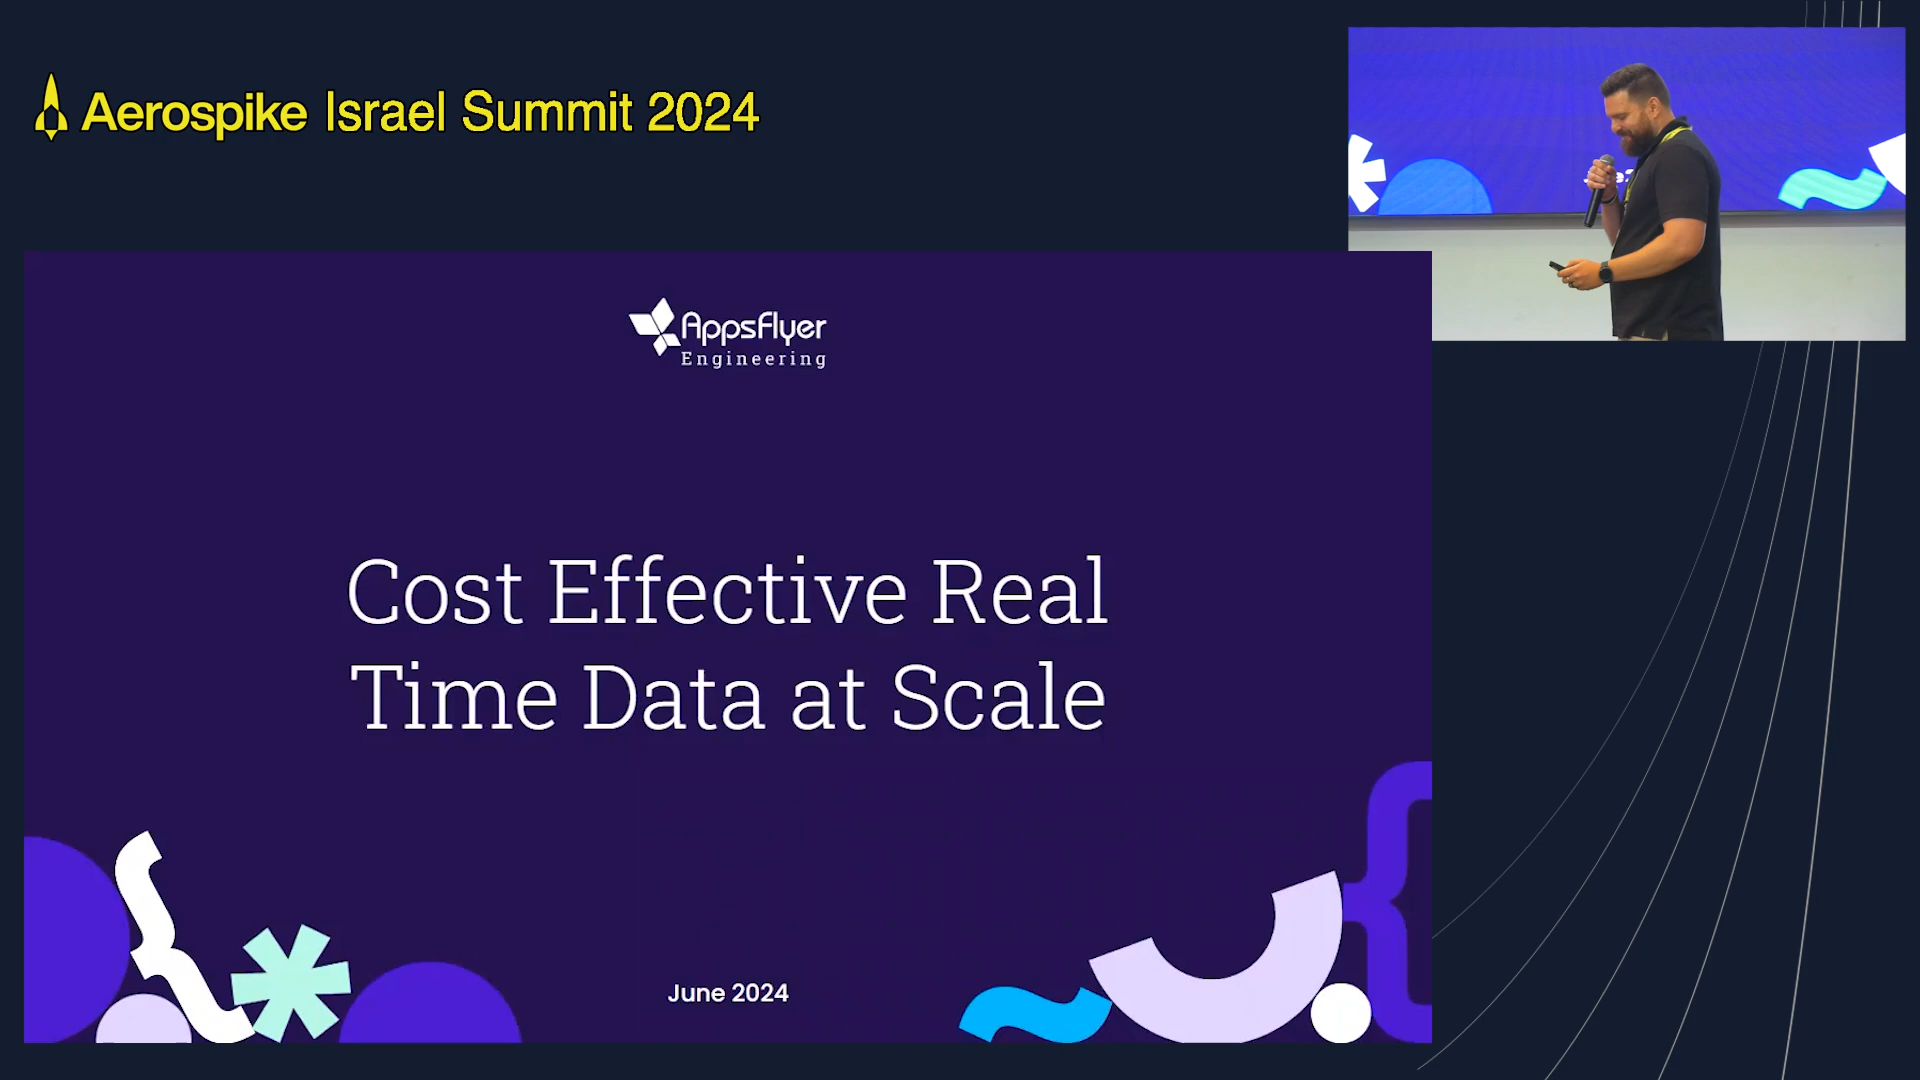 Aerospike Israel Summit 2024
AppsFlyer
Engineering
Cost Effective Real
Time Data at Scale
June 2024